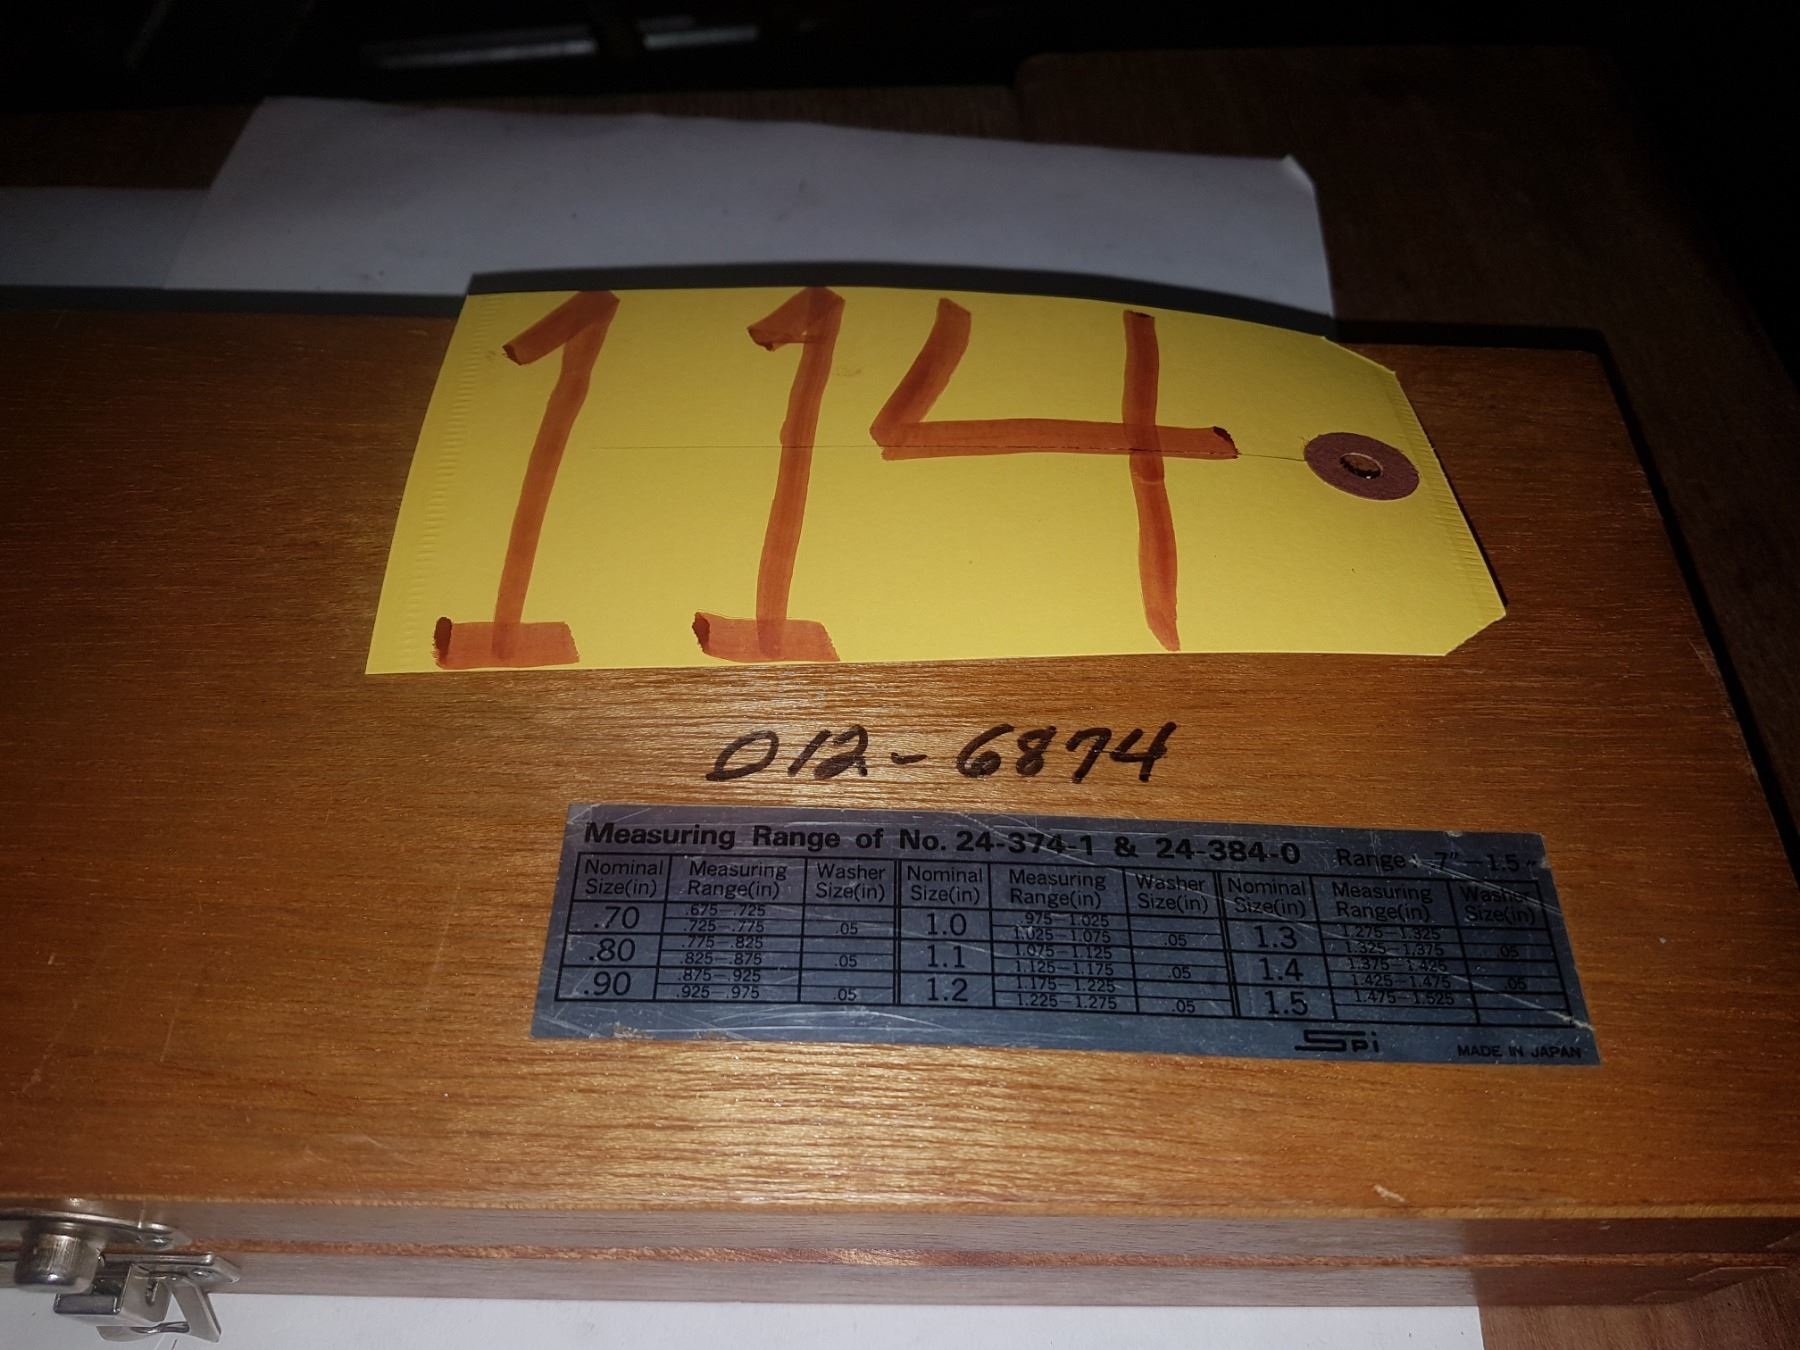 114
012-6874
Measuring Range of No. 24-374-1 & 24-384-0 Range .7"-1.5"
Nominal Size(in) Measuring Range(in) Washer Size(in) Nominal Size(in) Measuring Range(in) Washer Size(in) Nominal Size(in) Measuring Range(in) Washer Size(in)
.70 .675-.725 .05 1.0 .975-1.025 .05 1.3 1.275-1.325 .05
.725-.775 1.025-1.075 1.325-1.375
.80 .775-.825 .05 1.1 1.075-1.125 .05 1.4 1.375-1.425 .05
.825-.875 1.125-1.175 1.425-1.475
.90 .875-.925 .05 1.2 1.175-1.225 .05 1.5 1.475-1.525
.925-.975 1.225-1.275
SPi MADE IN JAPAN